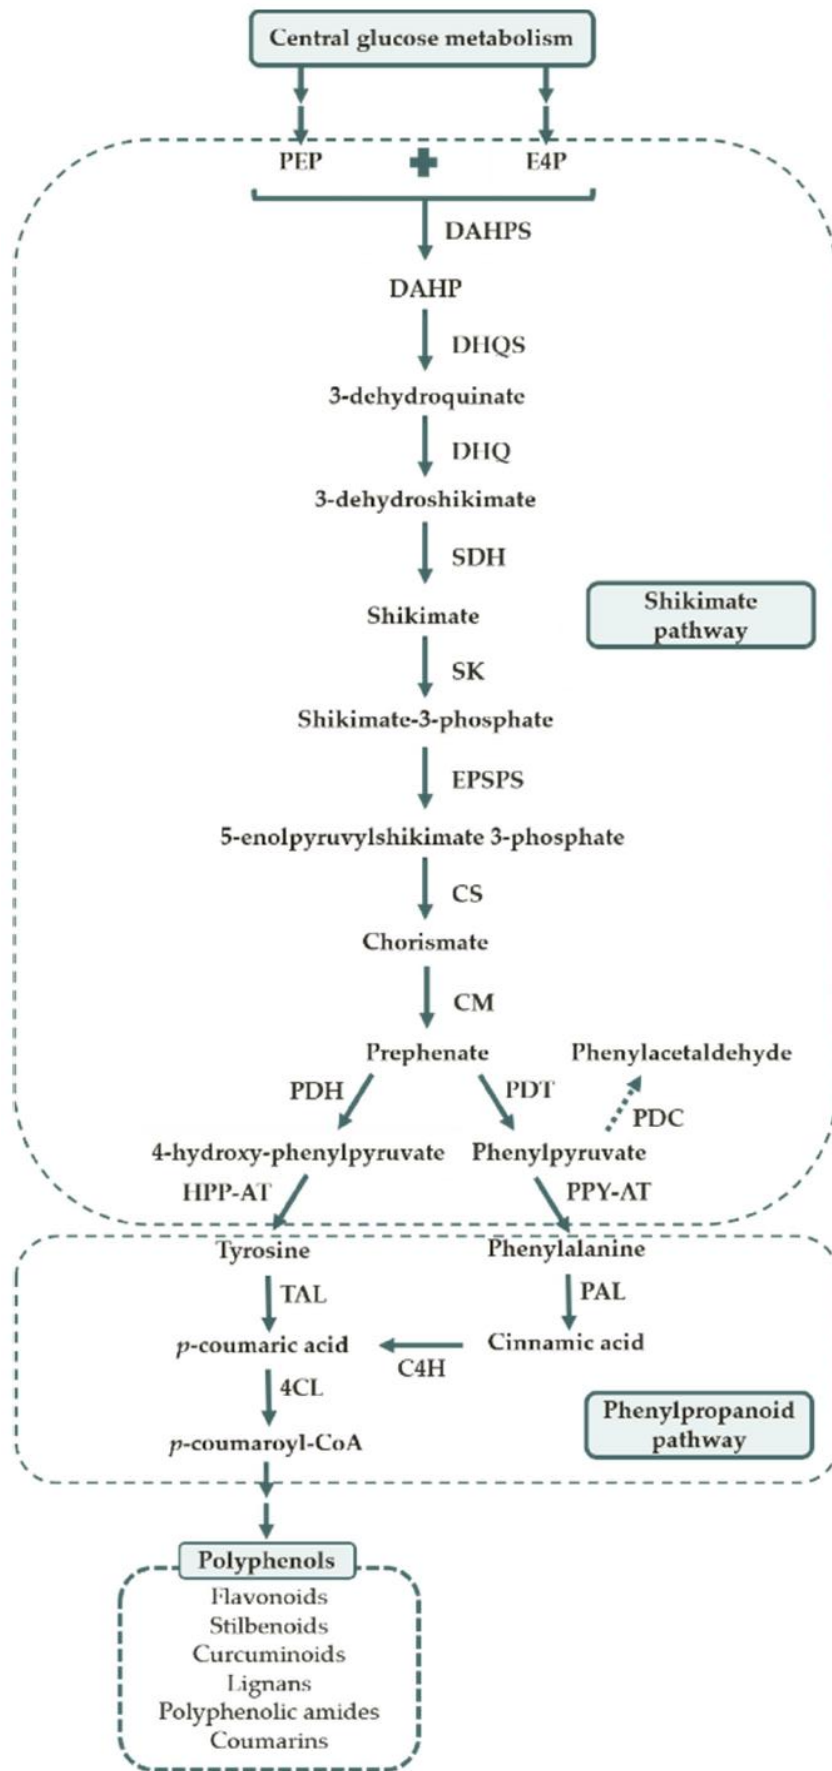 Central glucose metabolism
PEP
E4P
DAHPS
DAHP
DHQS
3-dehydroquinate
DHQ
3-dehydroshikimate
SDH
Shikimate
Shikimate
pathway
SK
Shikimate-3-phosphate
EPSPS
5-enolpyruvylshikimate 3-phosphate
CS
Chorismate
CM
Prephenate
Phenylacetaldehyde
PDH
PDT
PDC
4-hydroxy-phenylpyruvate
Phenylpyruvate
HPP-AT
PPY-AT
Tyrosine
Phenylalanine
TAL
PAL
p-coumaric acid
Cinnamic acid
C4H
4CL
Phenylpropanoid
pathway
p-coumaroyl-CoA
Polyphenols
Flavonoids
Stilbenoids
Curcuminoids
Lignans
Polyphenolic amides
Coumarins